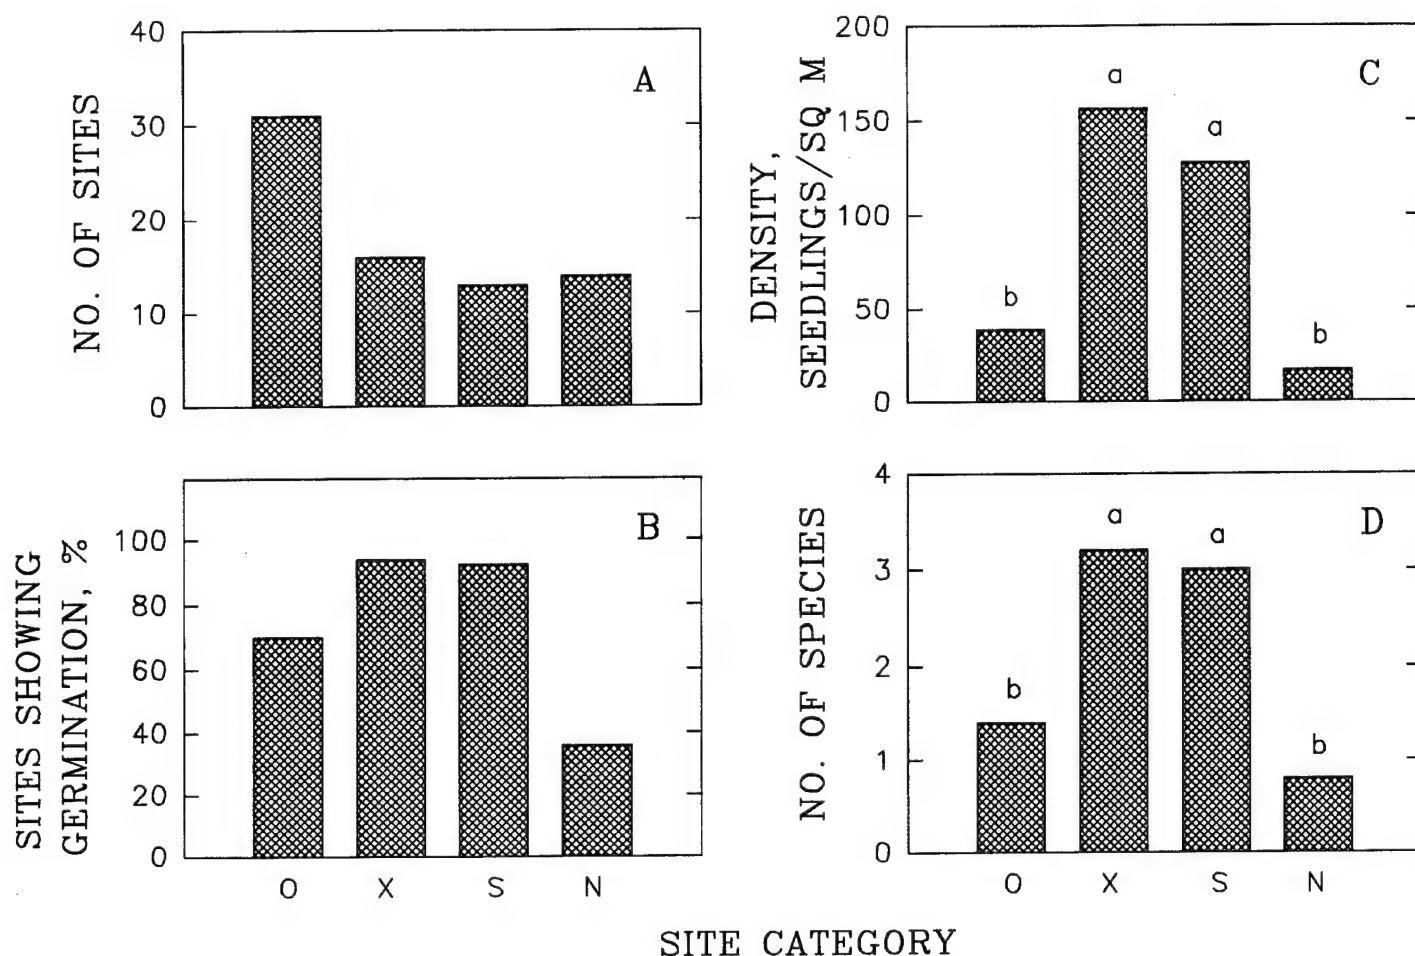 40
30
20
10
0
NO. OF SITES
A
200
150
100
50
0
DENSITY,
SEEDLINGS/SQ M
C
b
a
a
b
100
80
60
40
20
0
SITES SHOWING
GERMINATION, %
B
O X S N
4
3
2
1
0
NO. OF SPECIES
D
b
a
a
b
O X S N
SITE CATEGORY